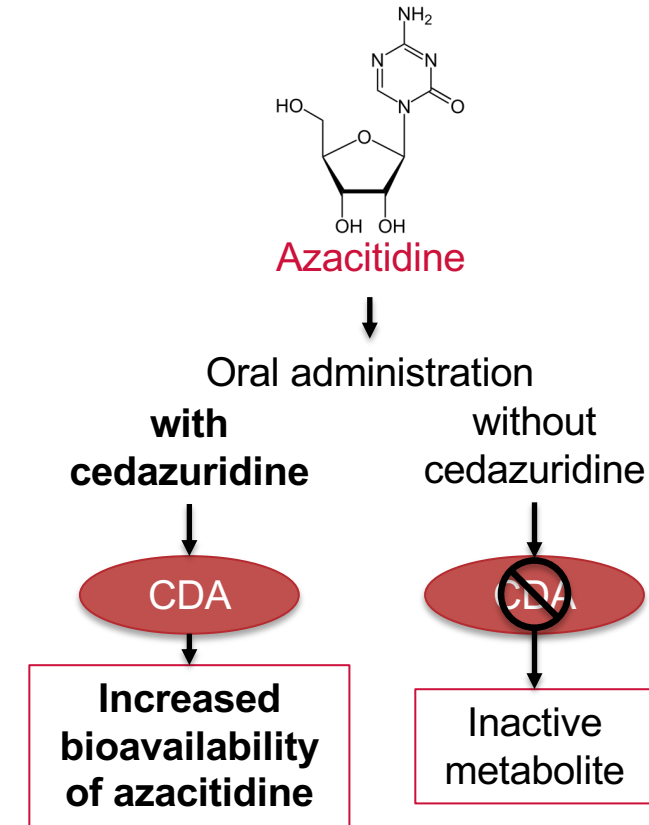 NH₂
N
N
N
O
HO
O
OH
OH
Azacitidine
Oral administration
with
cedazuridine
without
cedazuridine
CDA
CDA
Increased
bioavailability
of azacitidine
Inactive
metabolite